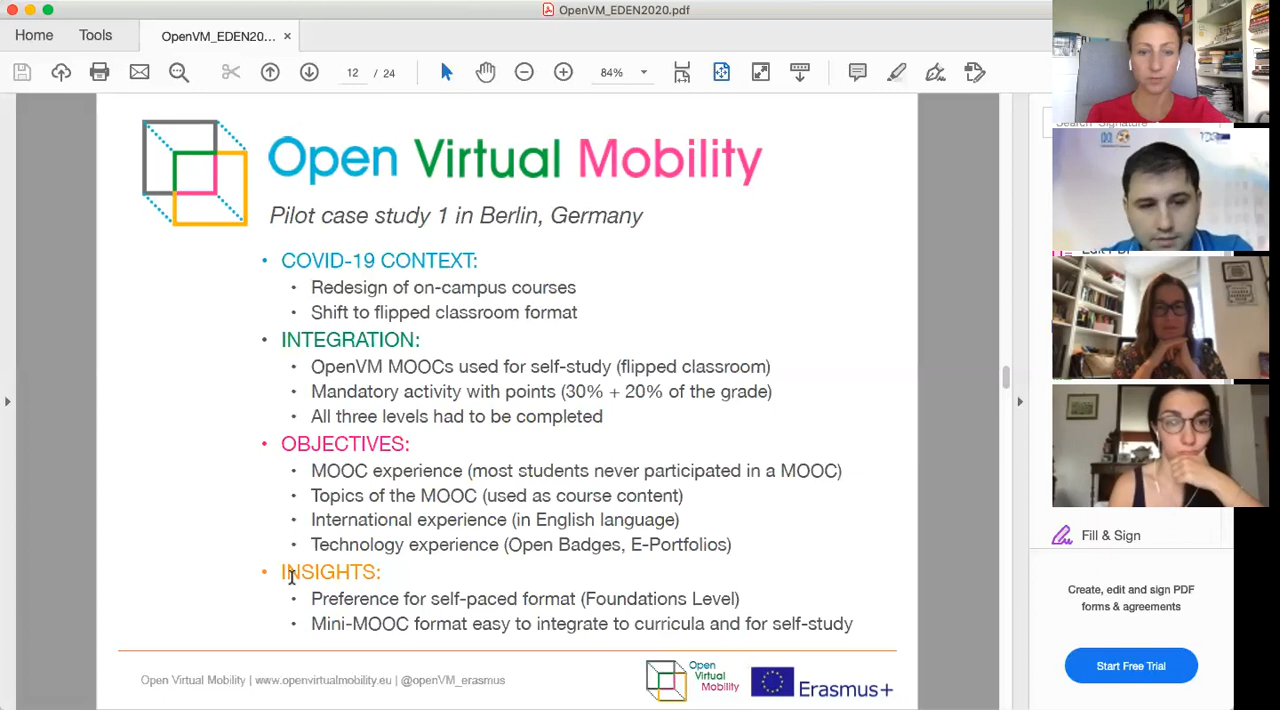 OpenVM_EDEN2020.pdf
Home
Tools
OpenVM_EDEN20...
12 / 24
84%
Open Virtual Mobility
Pilot case study 1 in Berlin, Germany
• COVID-19 CONTEXT:
• Redesign of on-campus courses
• Shift to flipped classroom format
• INTEGRATION:
• OpenVM MOOCs used for self-study (flipped classroom)
• Mandatory activity with points (30% + 20% of the grade)
• All three levels had to be completed
• OBJECTIVES:
• MOOC experience (most students never participated in a MOOC)
• Topics of the MOOC (used as course content)
• International experience (in English language)
• Technology experience (Open Badges, E-Portfolios)
• INSIGHTS:
• Preference for self-paced format (Foundations Level)
• Mini-MOOC format easy to integrate to curricula and for self-study
Open Virtual Mobility | www.openvirtualmobility.eu | @openVM_erasmus
Open
Virtual
Mobility
Erasmus+
Fill & Sign
Create, edit and sign PDF
forms & agreements
Start Free Trial